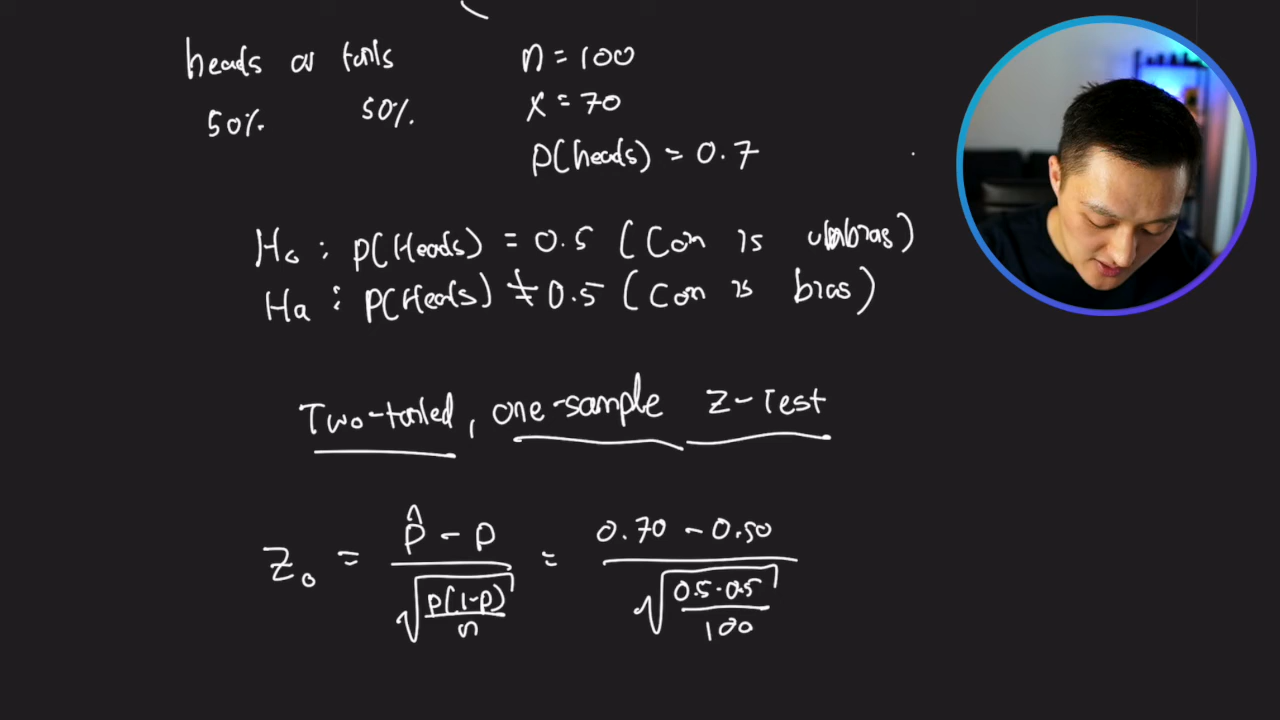 heads or tails
50% 50%
n = 100
x = 70
P(heads) = 0.7
H₀ : P(Heads) = 0.5 (Coin is unbias)
Ha : P(Heads) ≠ 0.5 (Coin is bias)
Two-tailed, one-sample Z-Test
Z₀ = (p̂ - p) / √(p(1-p)/n) = (0.70 - 0.50) / √(0.5·0.5/100)